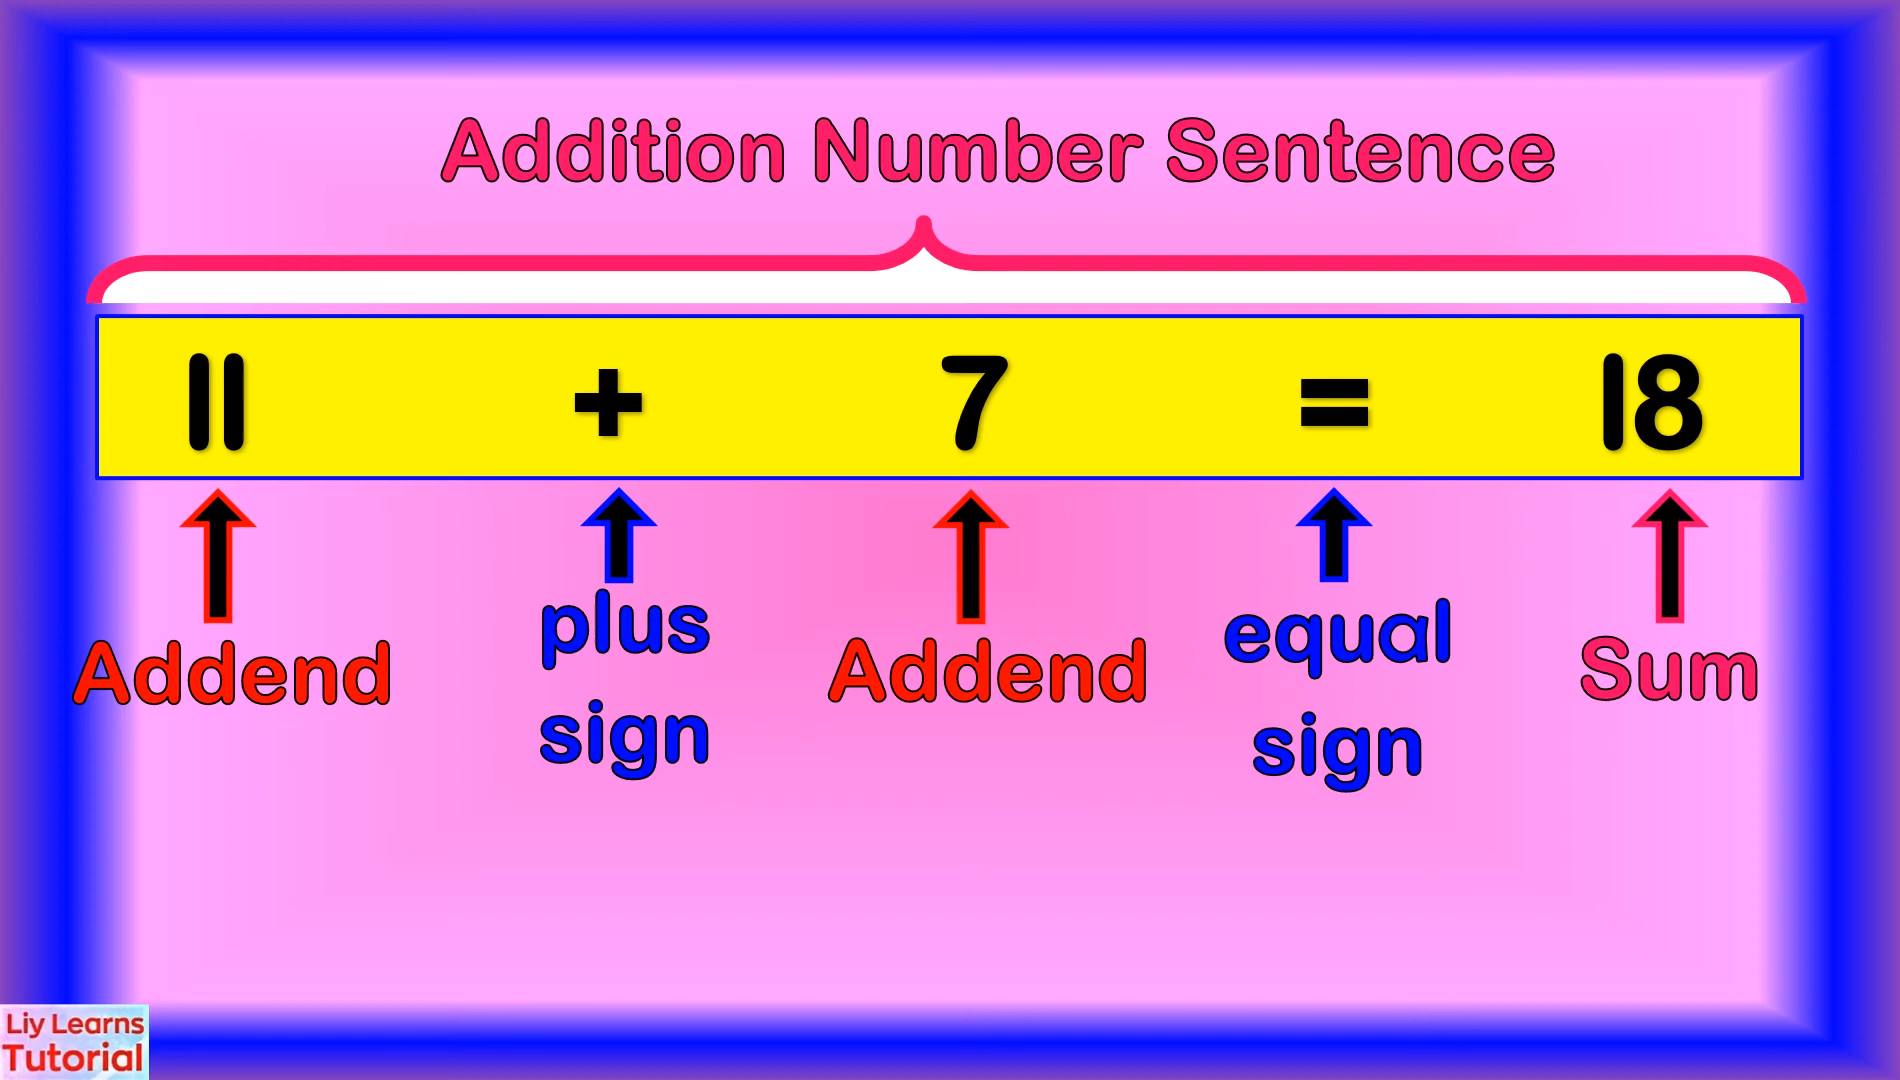 Addition Number Sentence
11 + 7 = 18
Addend plus sign Addend equal sign Sum
Liy Learns
Tutorial